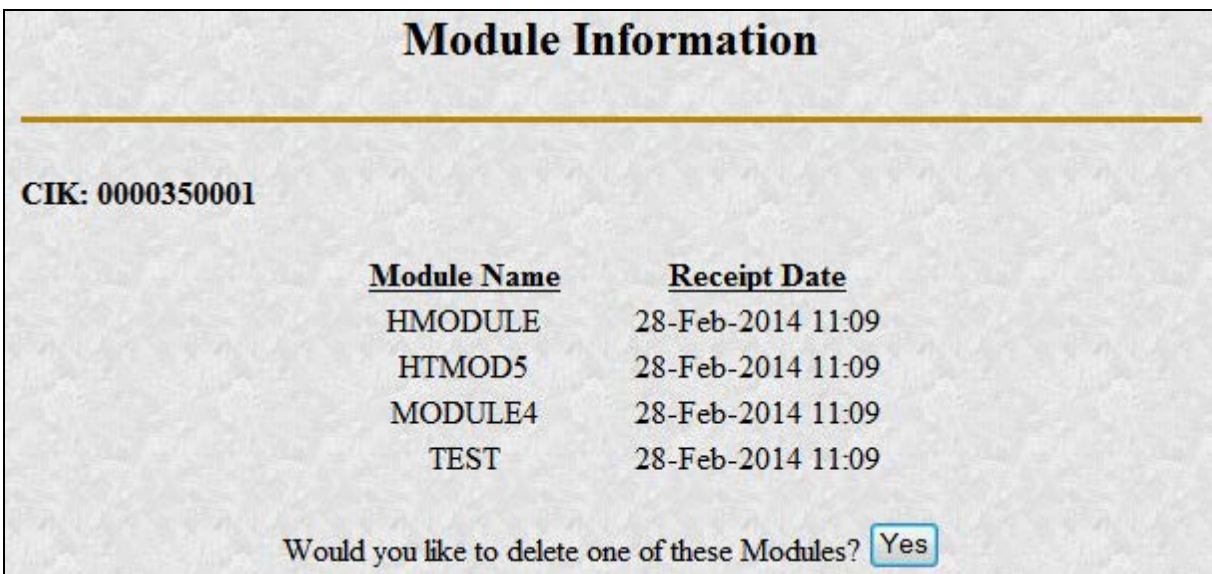 Module Information
CIK: 0000350001
Module Name Receipt Date
HMODULE 28-Feb-2014 11:09
HTMOD5 28-Feb-2014 11:09
MODULE4 28-Feb-2014 11:09
TEST 28-Feb-2014 11:09
Would you like to delete one of these Modules? Yes